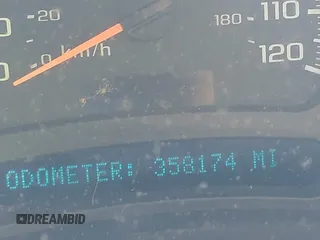 20
0 km/h
180
110
120
ODOMETER: 358174 MI
DREAMBID